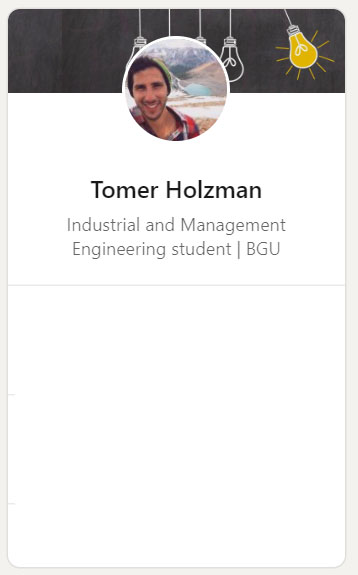 Tomer Holzman
Industrial and Management
Engineering student | BGU